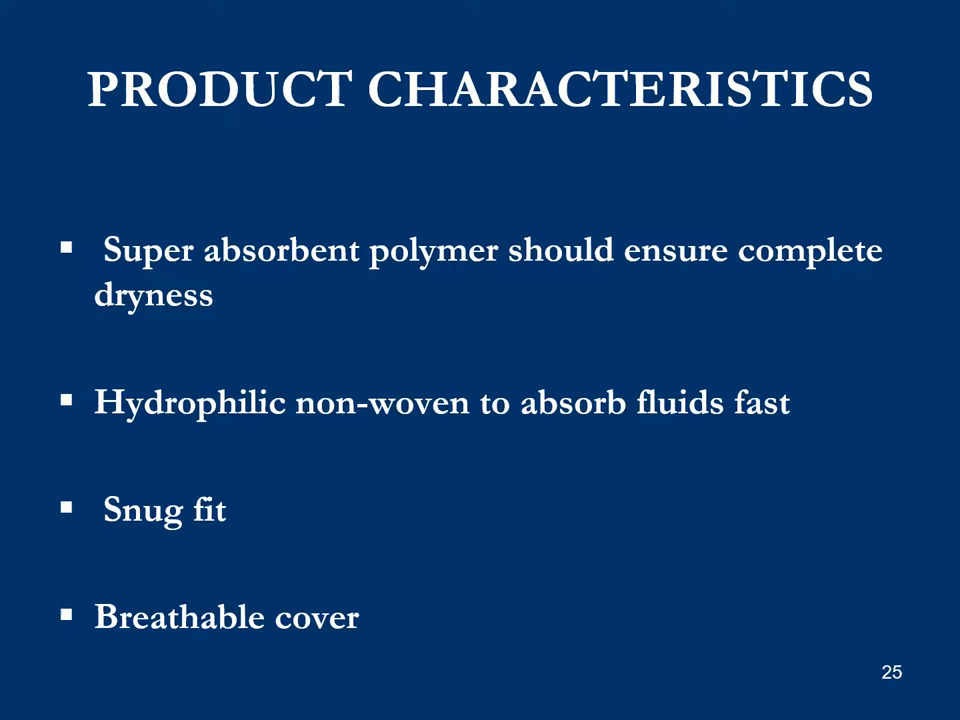 PRODUCT CHARACTERISTICS
▪ Super absorbent polymer should ensure complete
dryness
▪ Hydrophilic non-woven to absorb fluids fast
▪ Snug fit
▪ Breathable cover
25